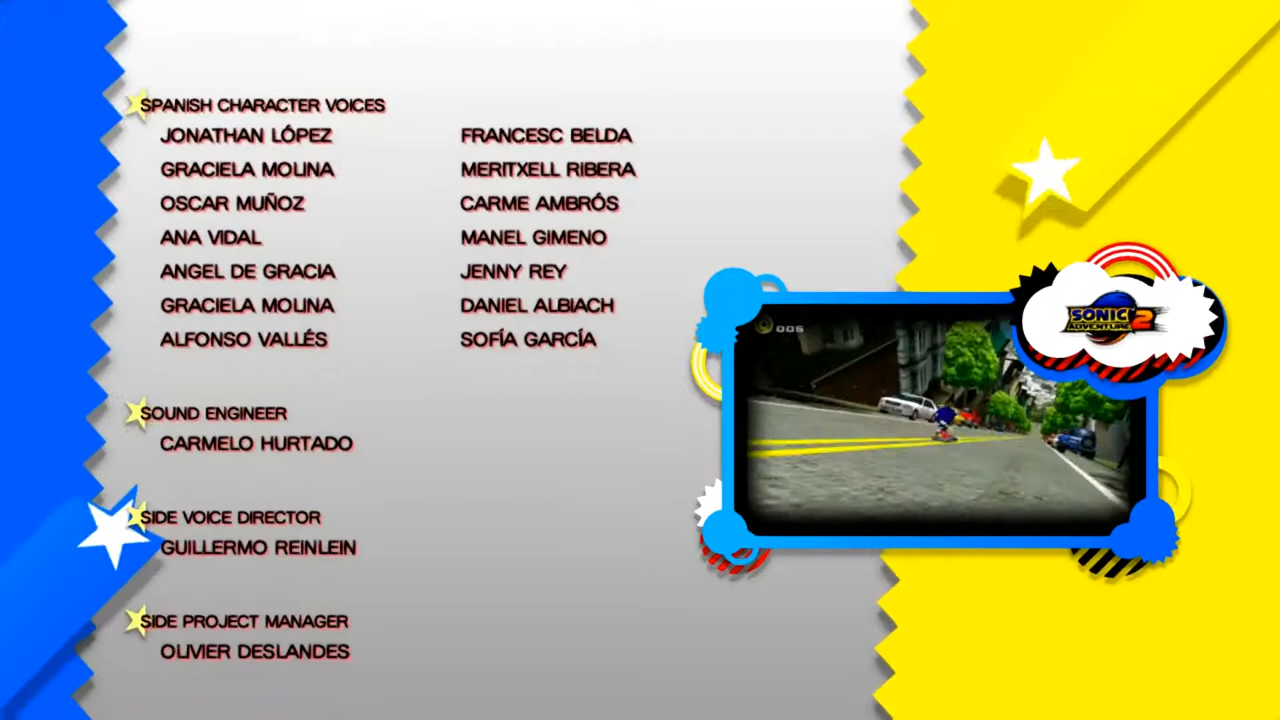 SPANISH CHARACTER VOICES
JONATHAN LÓPEZ FRANCESC BELDA
GRACIELA MOLINA MERITXELL RIBERA
OSCAR MUÑOZ CARME AMBRÓS
ANA VIDAL MANEL GIMENO
ANGEL DE GRACIA JENNY REY
GRACIELA MOLINA DANIEL ALBIACH
ALFONSO VALLÉS SOFÍA GARCÍA
SOUND ENGINEER
CARMELO HURTADO
SIDE VOICE DIRECTOR
GUILLERMO REINLEIN
SIDE PROJECT MANAGER
OLIVIER DESLANDES
SONIC
ADVENTURE 2
005